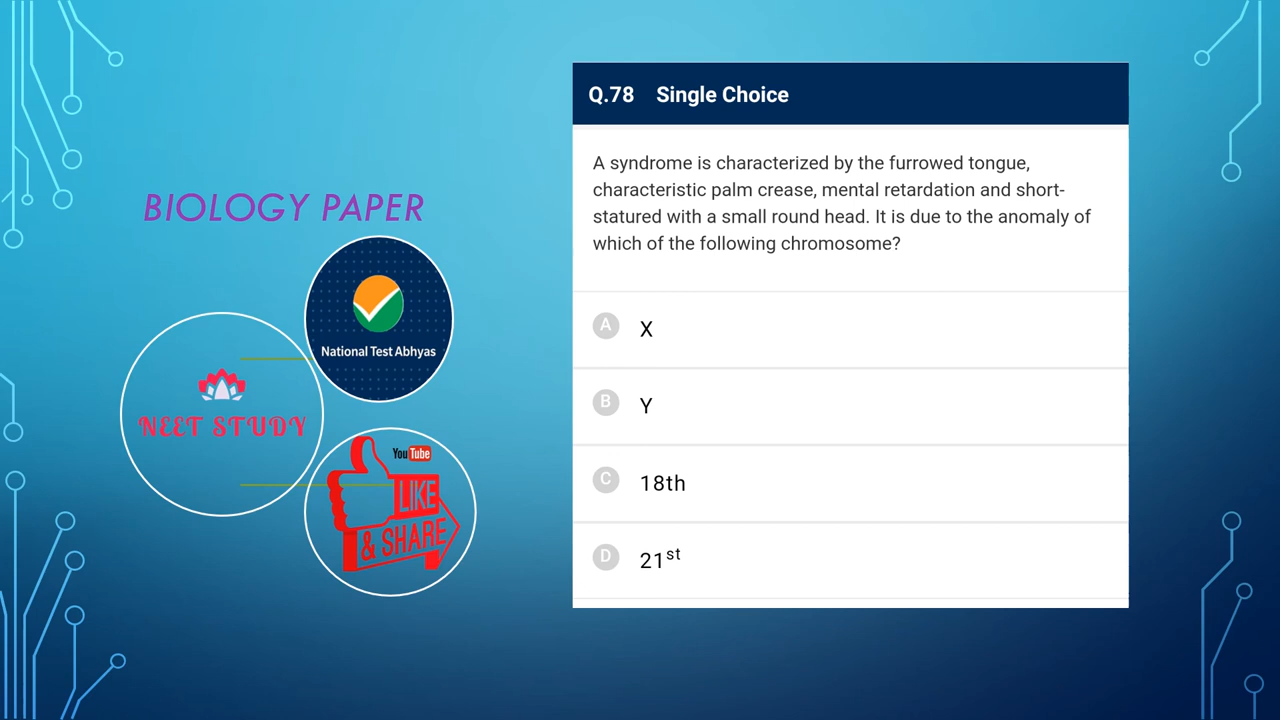 BIOLOGY PAPER
National Test Abhyas
NEET STUDY
YouTube
LIKE
& SHARE
Q.78 Single Choice
A syndrome is characterized by the furrowed tongue,
characteristic palm crease, mental retardation and short-
statured with a small round head. It is due to the anomaly of
which of the following chromosome?
A X
B Y
C 18th
D 21st